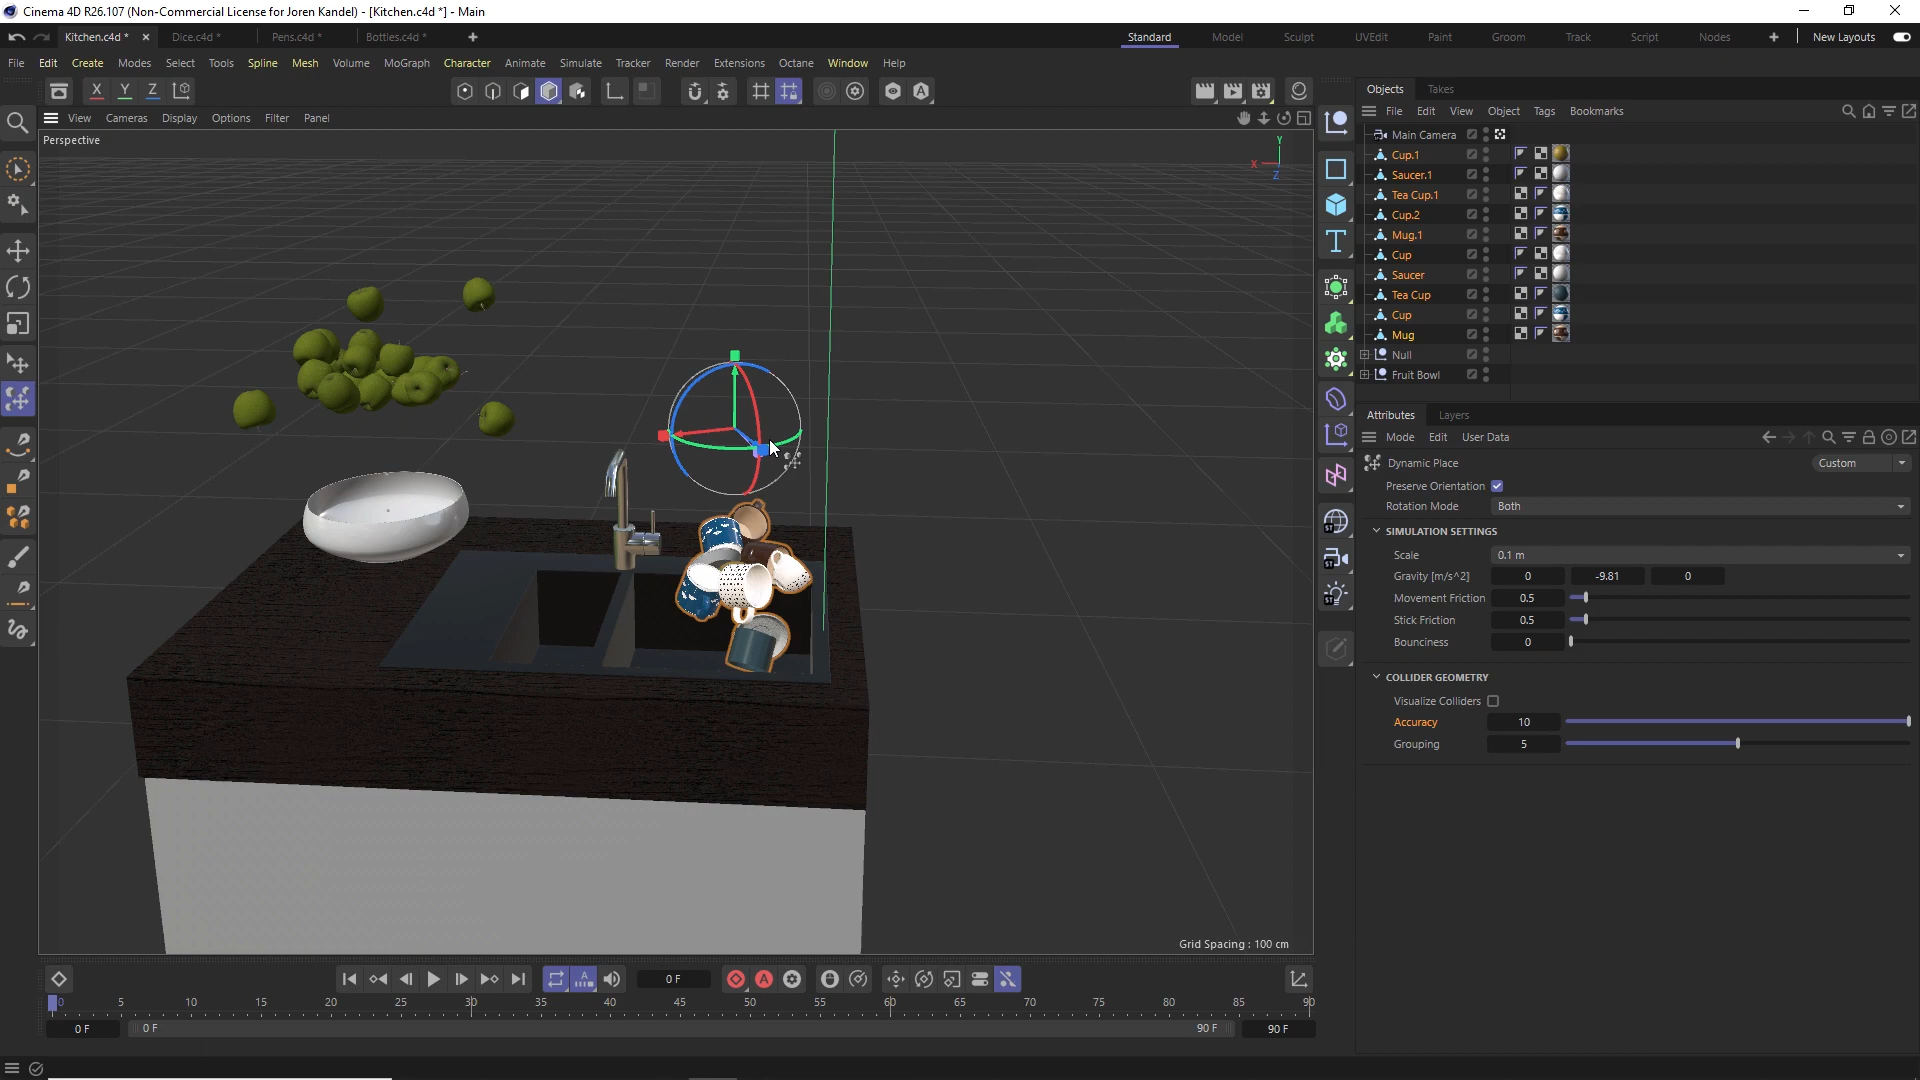 Cinema 4D R26.107 (Non-Commercial License for Joren Kandel) - [Kitchen.c4d *] - Main
Kitchen.c4d * × Dice.c4d * Pens.c4d * Bottles.c4d * +
Standard Model Sculpt UVEdit Paint Groom Track Script Nodes + New Layouts
File Edit Create Modes Select Tools Spline Mesh Volume MoGraph Character Animate Simulate Tracker Render Extensions Octane Window Help
X Y Z
Objects Takes
File Edit View Object Tags Bookmarks
View Cameras Display Options Filter Panel
Perspective
Y
X
Z
Main Camera
Cup.1
Saucer.1
Tea Cup.1
Cup.2
Mug.1
Cup
Saucer
Tea Cup
Cup
Mug
Null
Fruit Bowl
Attributes Layers
Mode Edit User Data
Dynamic Place Custom
Preserve Orientation
Rotation Mode Both
SIMULATION SETTINGS
Scale 0.1 m
Gravity [m/s^2] 0 -9.81 0
Movement Friction 0.5
Stick Friction 0.5
Bounciness 0
COLLIDER GEOMETRY
Visualize Colliders
Accuracy 10
Grouping 5
Grid Spacing : 100 cm
0 F
0 5 10 15 20 25 30 35 40 45 50 55 60 65 70 75 80 85 90
0 F 0 F 90 F 90 F